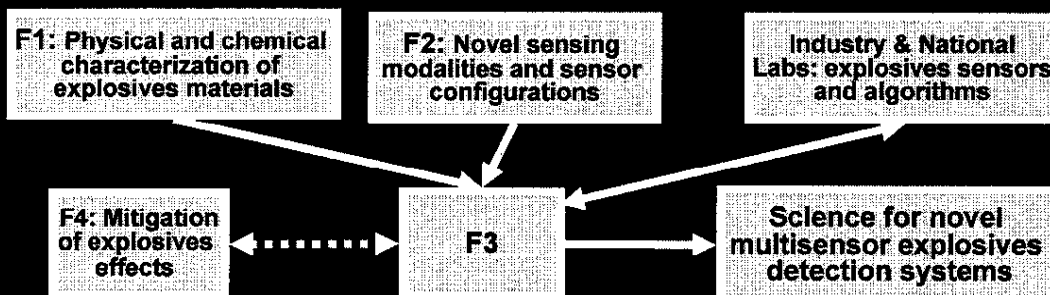 F1: Physical and chemical
characterization of
explosives materials
F2: Novel sensing
modalities and sensor
configurations
Industry & National
Labs: explosives sensors
and algorithms
F4: Mitigation
of explosives
effects
F3
Science for novel
multisensor explosives
detection systems